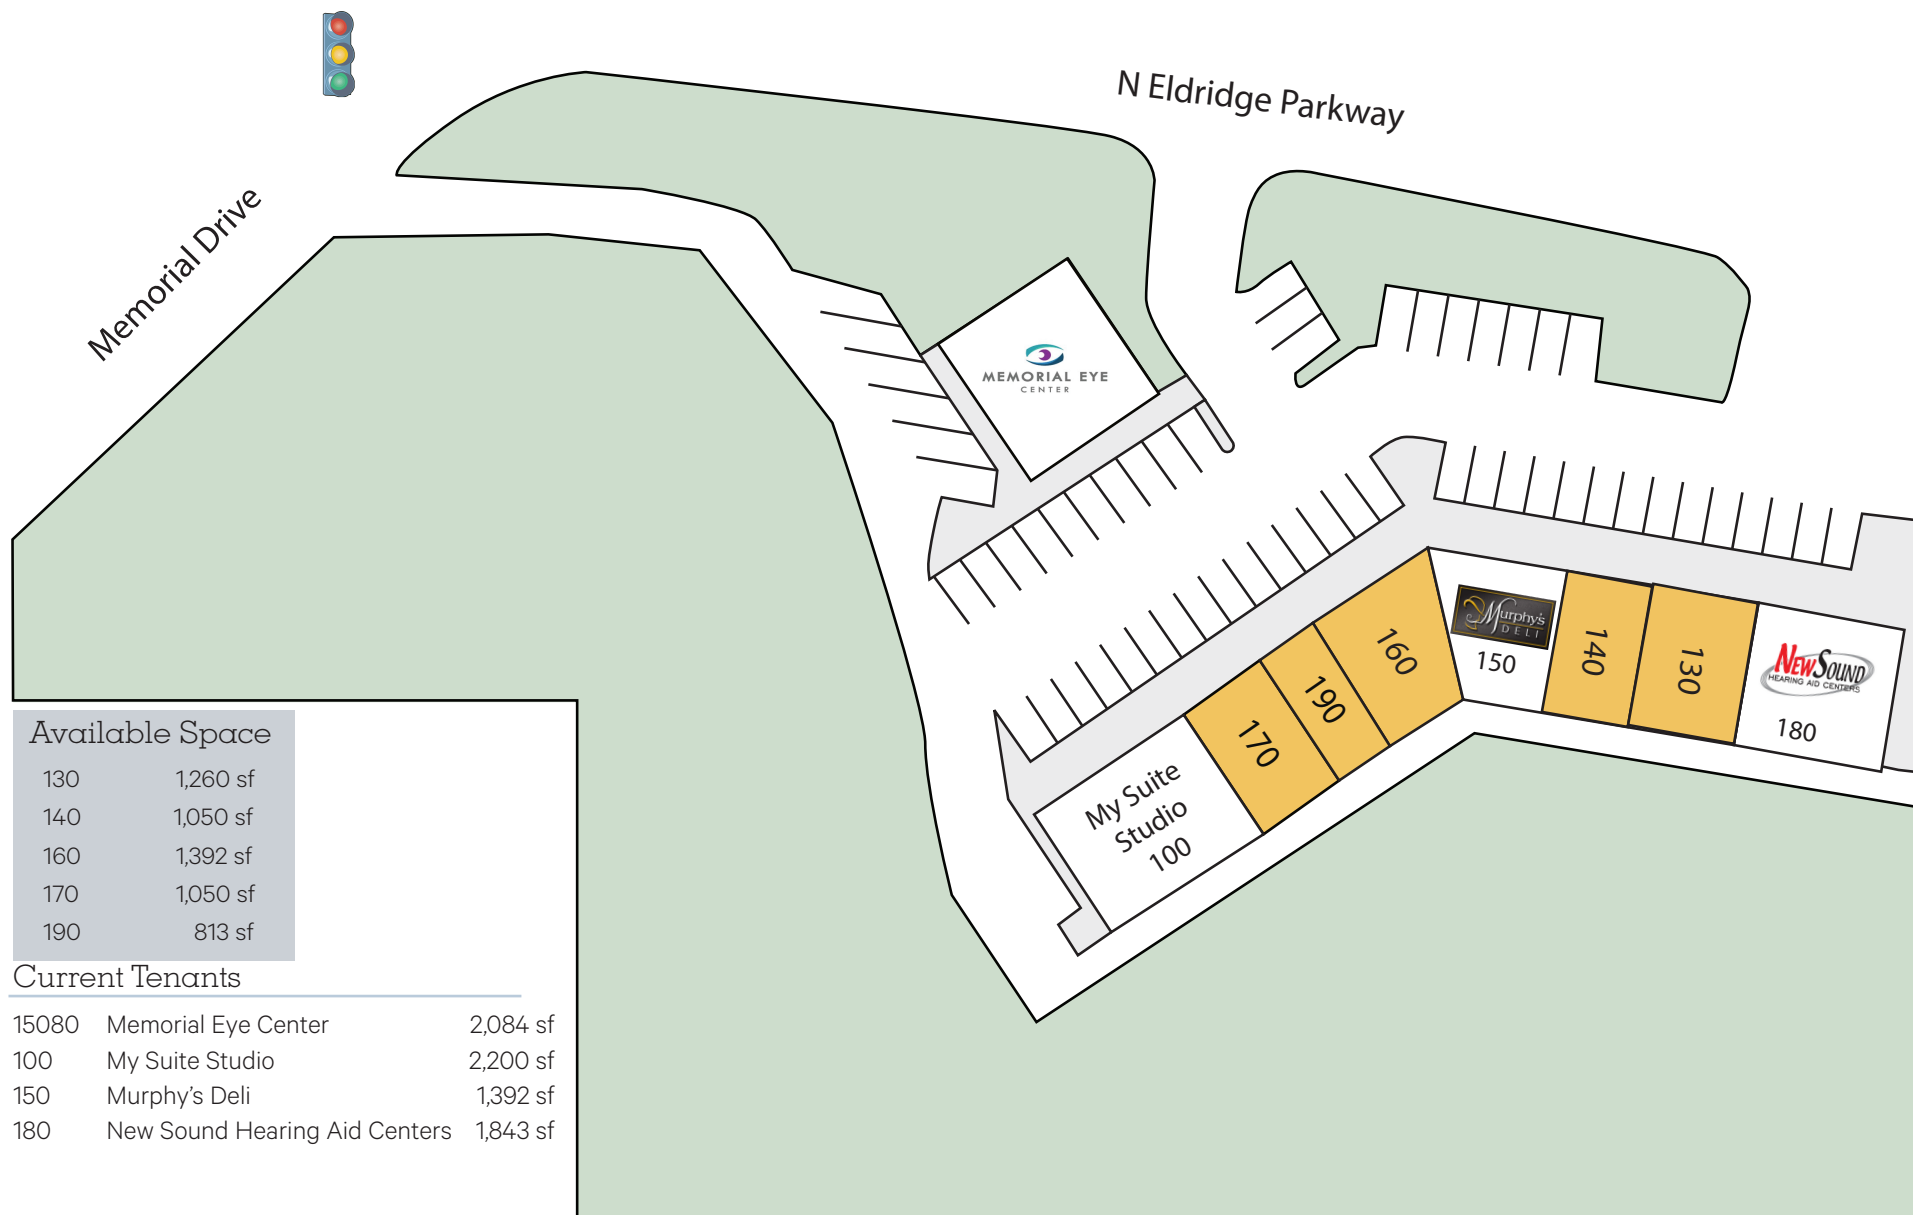 N Eldridge Parkway
Memorial Drive
MEMORIAL EYE
CENTER
Murphy's
DELI
150
140
130
NEWSOUND
HEARING AID CENTERS
180
160
190
170
My Suite
Studio
100
Available Space
130 1,260 sf
140 1,050 sf
160 1,392 sf
170 1,050 sf
190 813 sf
Current Tenants
15080 Memorial Eye Center 2,084 sf
100 My Suite Studio 2,200 sf
150 Murphy’s Deli 1,392 sf
180 New Sound Hearing Aid Centers 1,843 sf